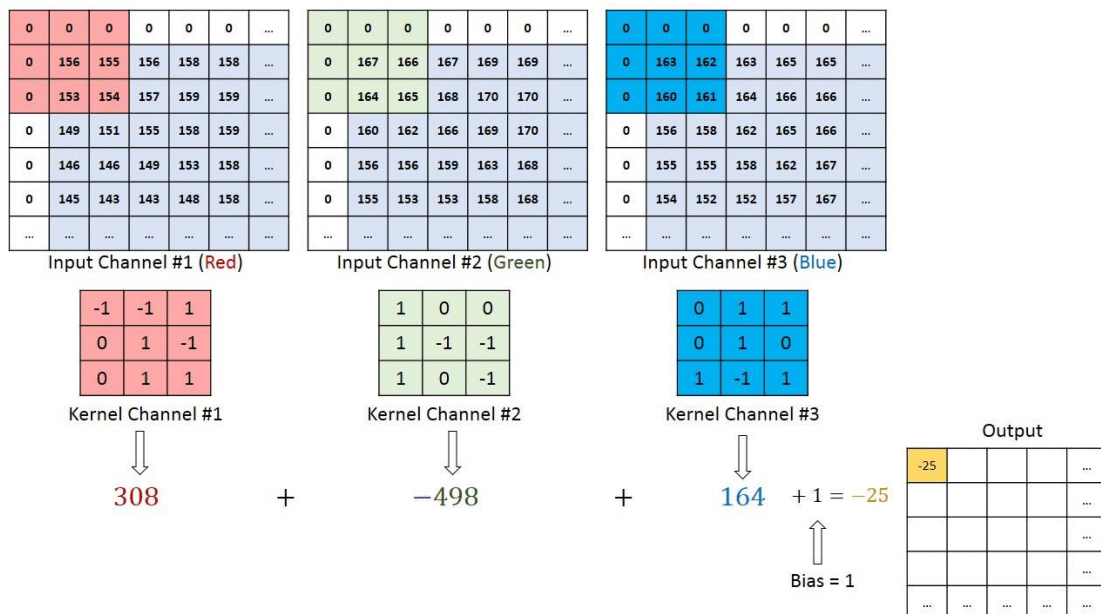 0 0 0 0 0 0 ...
0 156 155 156 158 158 ...
0 153 154 157 159 159 ...
0 149 151 155 158 159 ...
0 146 146 149 153 158 ...
0 145 143 143 148 158 ...
... ... ... ... ... ... ...
Input Channel #1 (Red)
0 0 0 0 0 0 ...
0 167 166 167 169 169 ...
0 164 165 168 170 170 ...
0 160 162 166 169 170 ...
0 156 156 159 163 168 ...
0 155 153 153 158 168 ...
... ... ... ... ... ... ...
Input Channel #2 (Green)
0 0 0 0 0 0 ...
0 163 162 163 165 165 ...
0 160 161 164 166 166 ...
0 156 158 162 165 166 ...
0 155 155 158 162 167 ...
0 154 152 152 157 167 ...
... ... ... ... ... ... ...
Input Channel #3 (Blue)
-1 -1 1
0 1 -1
0 1 1
Kernel Channel #1
1 0 0
1 -1 -1
1 0 -1
Kernel Channel #2
0 1 1
0 1 0
1 -1 1
Kernel Channel #3
308 + −498 + 164 + 1 = −25
Bias = 1
Output
-25 ...
...
...
...
... ... ... ... ...